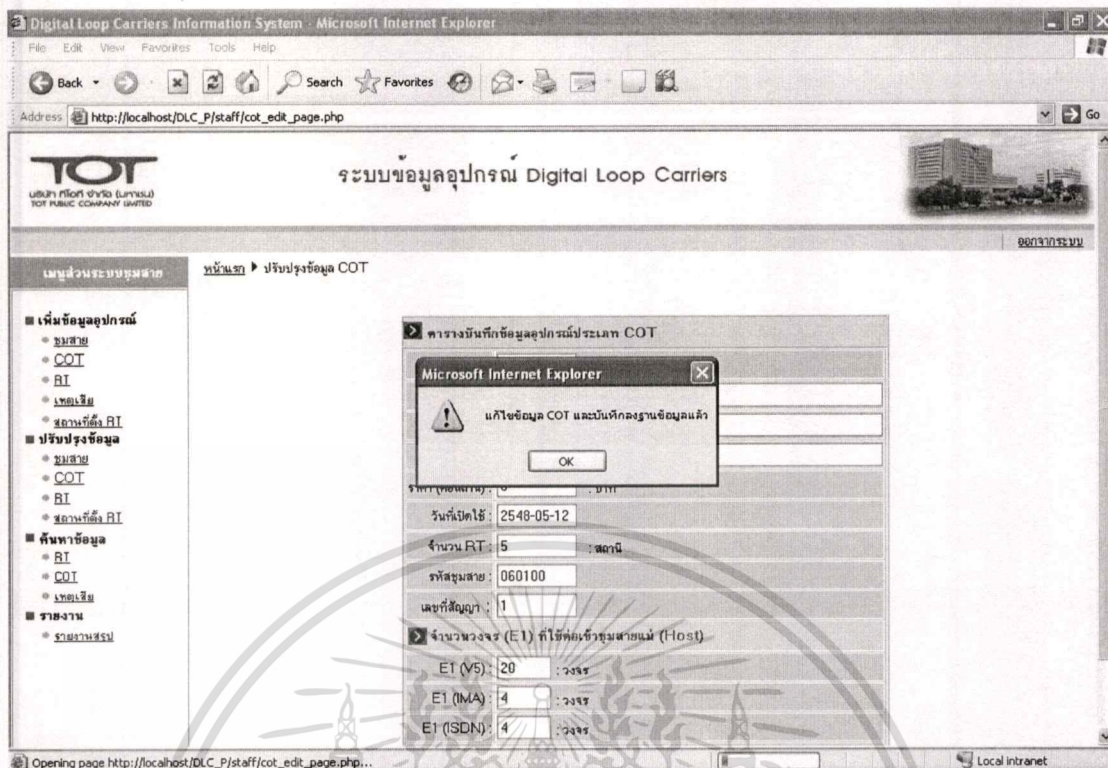 Digital Loop Carriers Information System - Microsoft Internet Explorer
File Edit View Favorites Tools Help
Back Search Favorites
Address http://localhost/DLC_P/staff/cot_edit_page.php Go
TOT
บริษัท ทีโอที จำกัด (มหาชน)
TOT PUBLIC COMPANY LIMITED
ระบบข้อมูลอุปกรณ์ Digital Loop Carriers
ออกจากระบบ
เมนูส่วนระบบชุมสาย
หน้าแรก ปรับปรุงข้อมูล COT
เพิ่มข้อมูลอุปกรณ์
ชุมสาย
COT
RT
เหตุเสีย
สถานที่ตั้ง RT
ปรับปรุงข้อมูล
ชุมสาย
COT
RT
สถานที่ตั้ง RT
ค้นหาข้อมูล
RT
COT
เหตุเสีย
รายงาน
รายงานสรุป
ตารางบันทึกข้อมูลอุปกรณ์ประเภท COT
Microsoft Internet Explorer
แก้ไขข้อมูล COT และบันทึกลงฐานข้อมูลแล้ว
OK
วันที่เปิดใช้ : 2548-05-12
จำนวน RT : 5 : สถานี
รหัสชุมสาย : 060100
เลขที่สัญญา : 1
จำนวนวงจร (E1) ที่ใช้ต่อเข้าชุมสายแม่ (Host)
E1 (V5) : 20 : วงจร
E1 (IMA) : 4 : วงจร
E1 (ISDN) : 4 : วงจร
Opening page http://localhost/DLC_P/staff/cot_edit_page.php... Local intranet